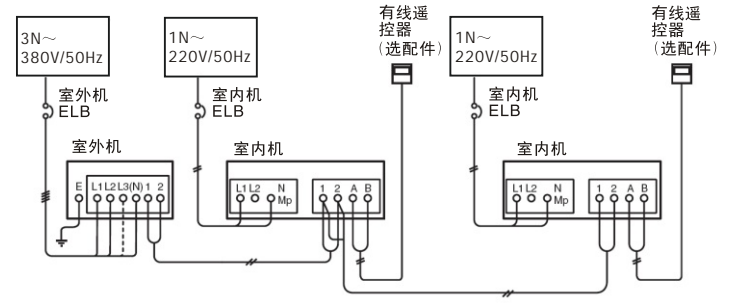 3N～
380V/50Hz
1N～
220V/50Hz
有线遥
控器
(选配件)
1N～
220V/50Hz
有线遥
控器
(选配件)
室外机
ELB
室内机
ELB
室内机
ELB
室外机
室内机
室内机
E L1 L2 L3 (N) 1 2
L1 L2 N
Mp
1 2 A B
L1 L2 N
Mp
1 2 A B